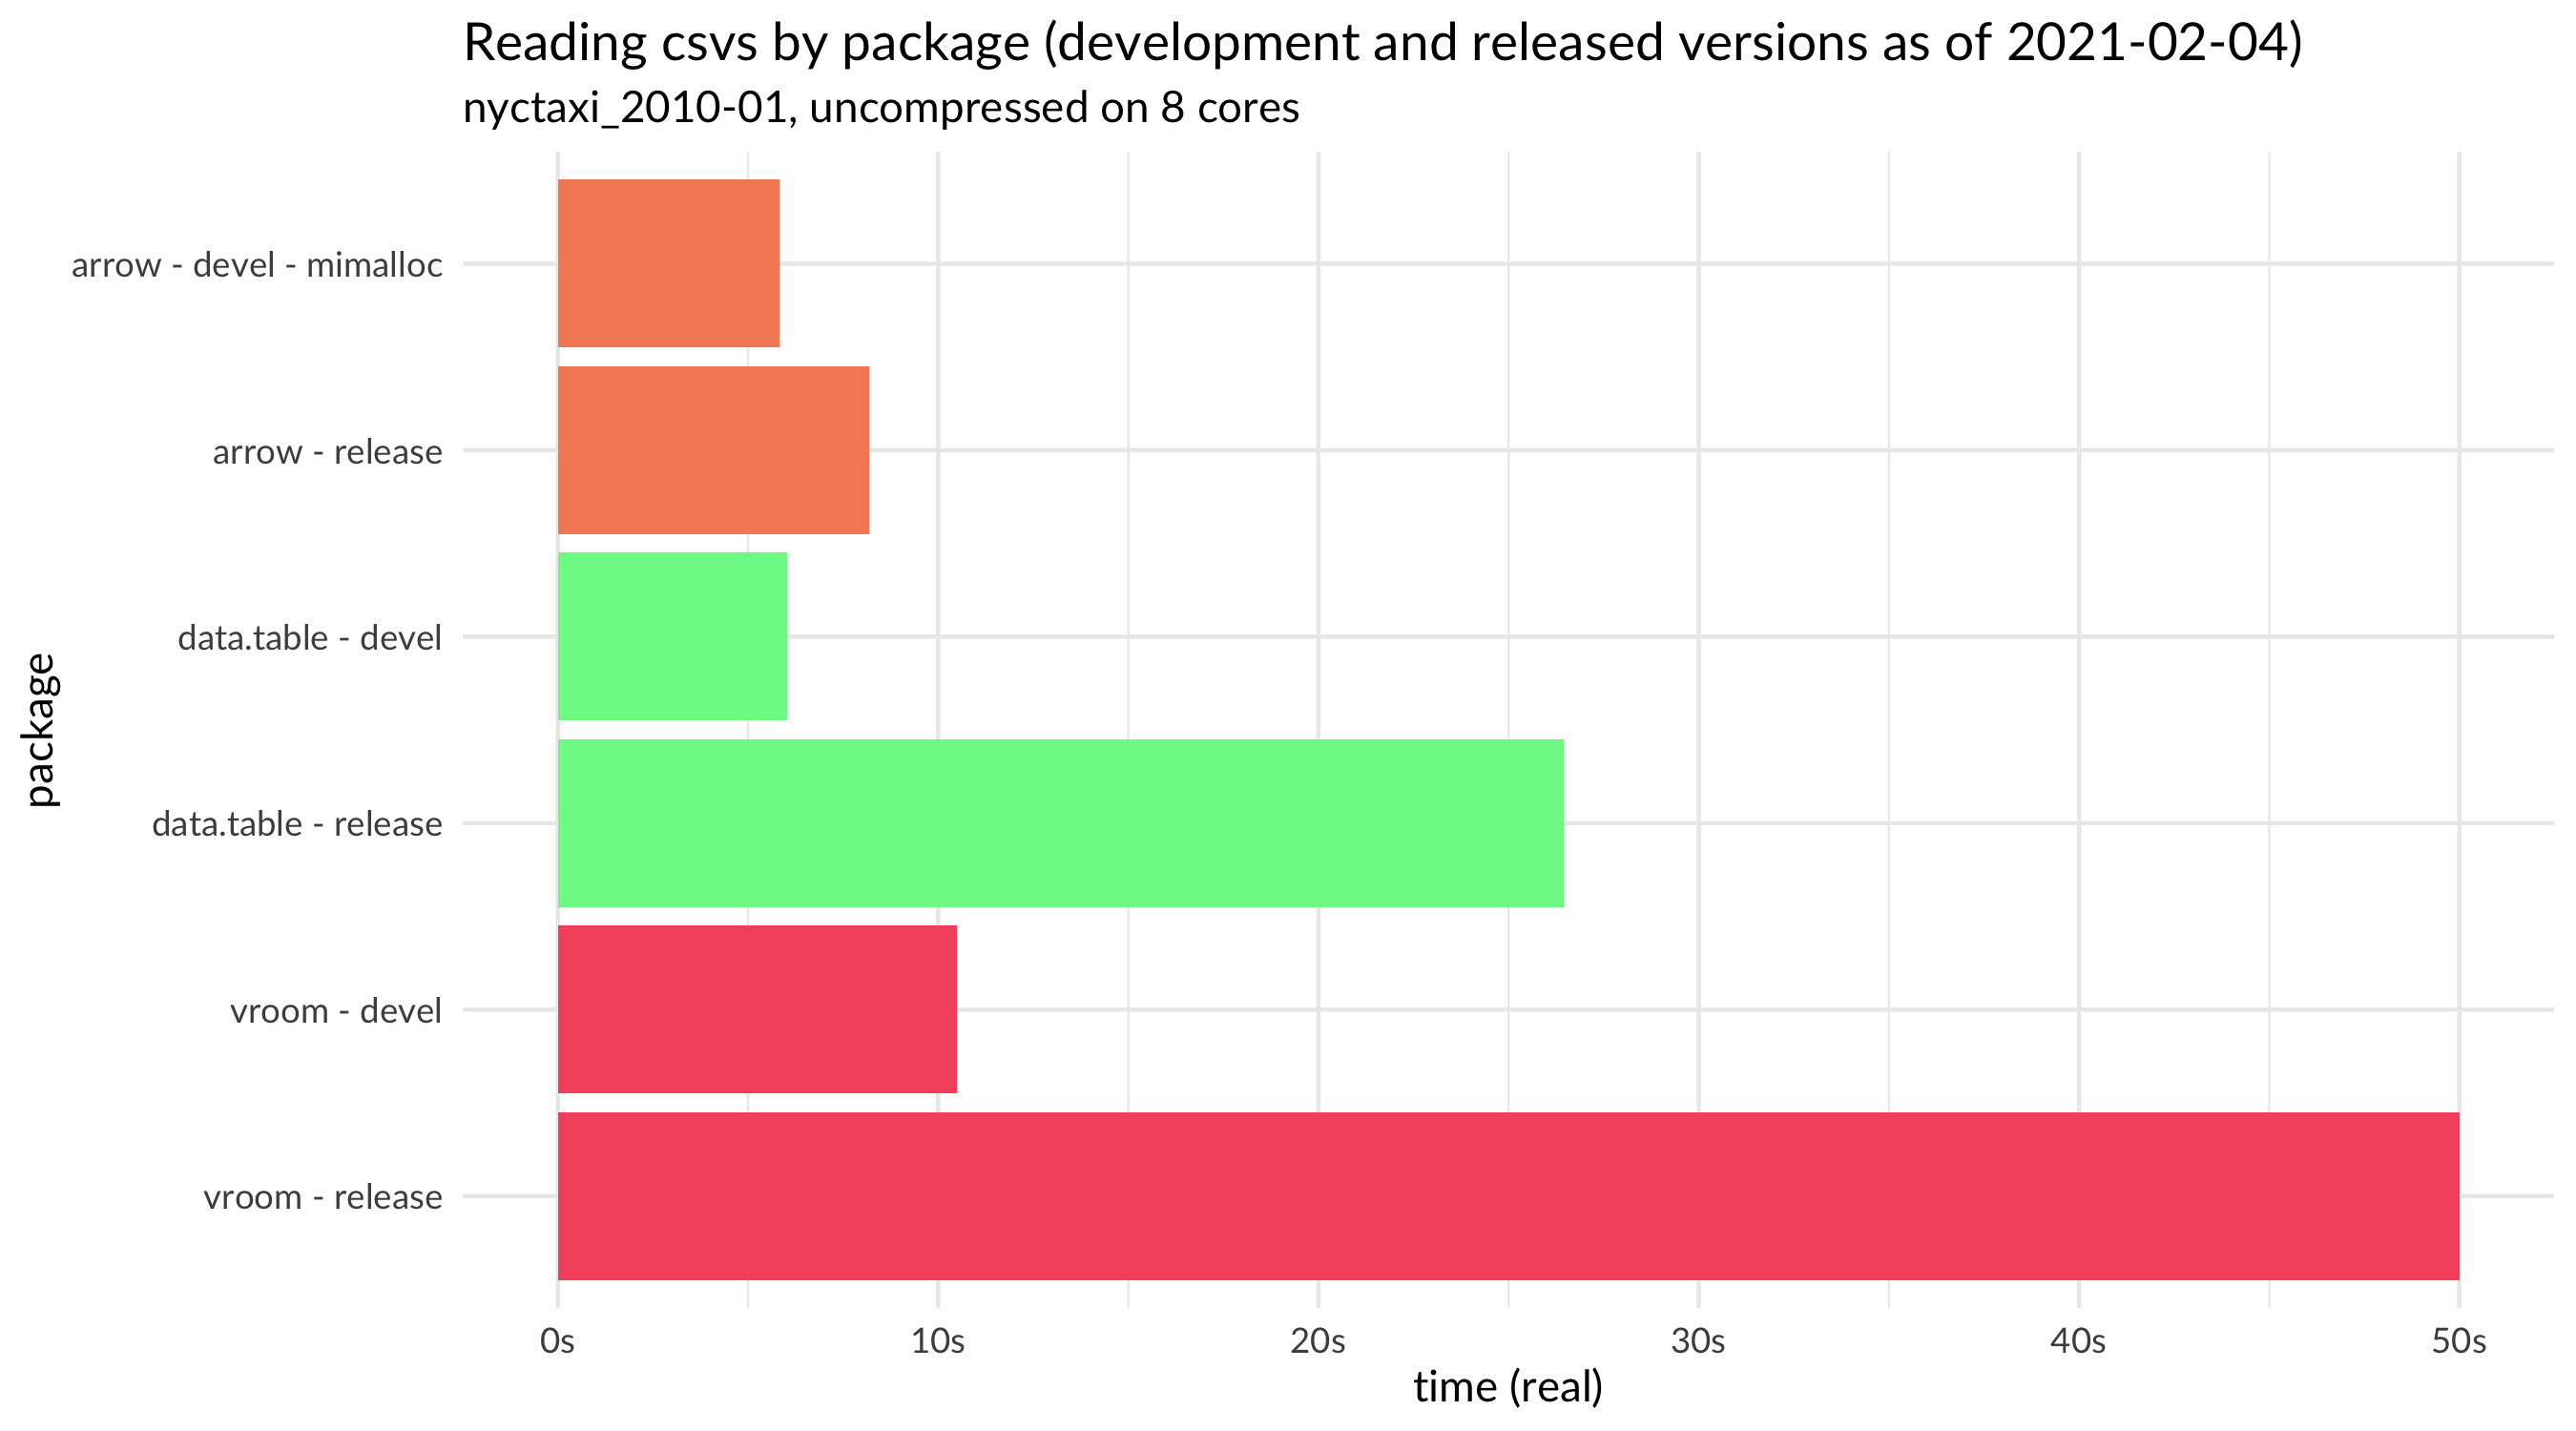 Reading csvs by package (development and released versions as of 2021-02-04)
nyctaxi_2010-01, uncompressed on 8 cores
package
arrow - devel - mimalloc
arrow - release
data.table - devel
data.table - release
vroom - devel
vroom - release
0s 10s 20s 30s 40s 50s
time (real)